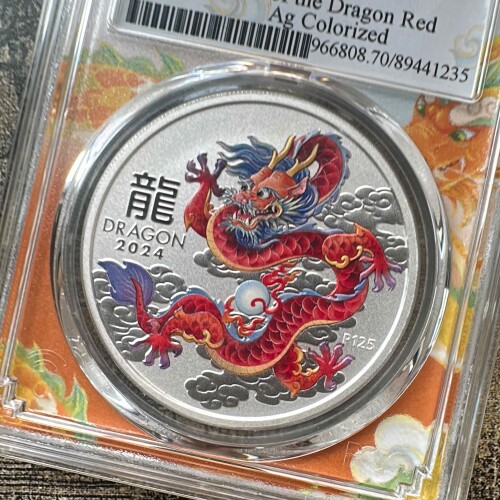 the Dragon Red
Ag Colorized
966808.70/89441235
龍
DRAGON
2024
P125